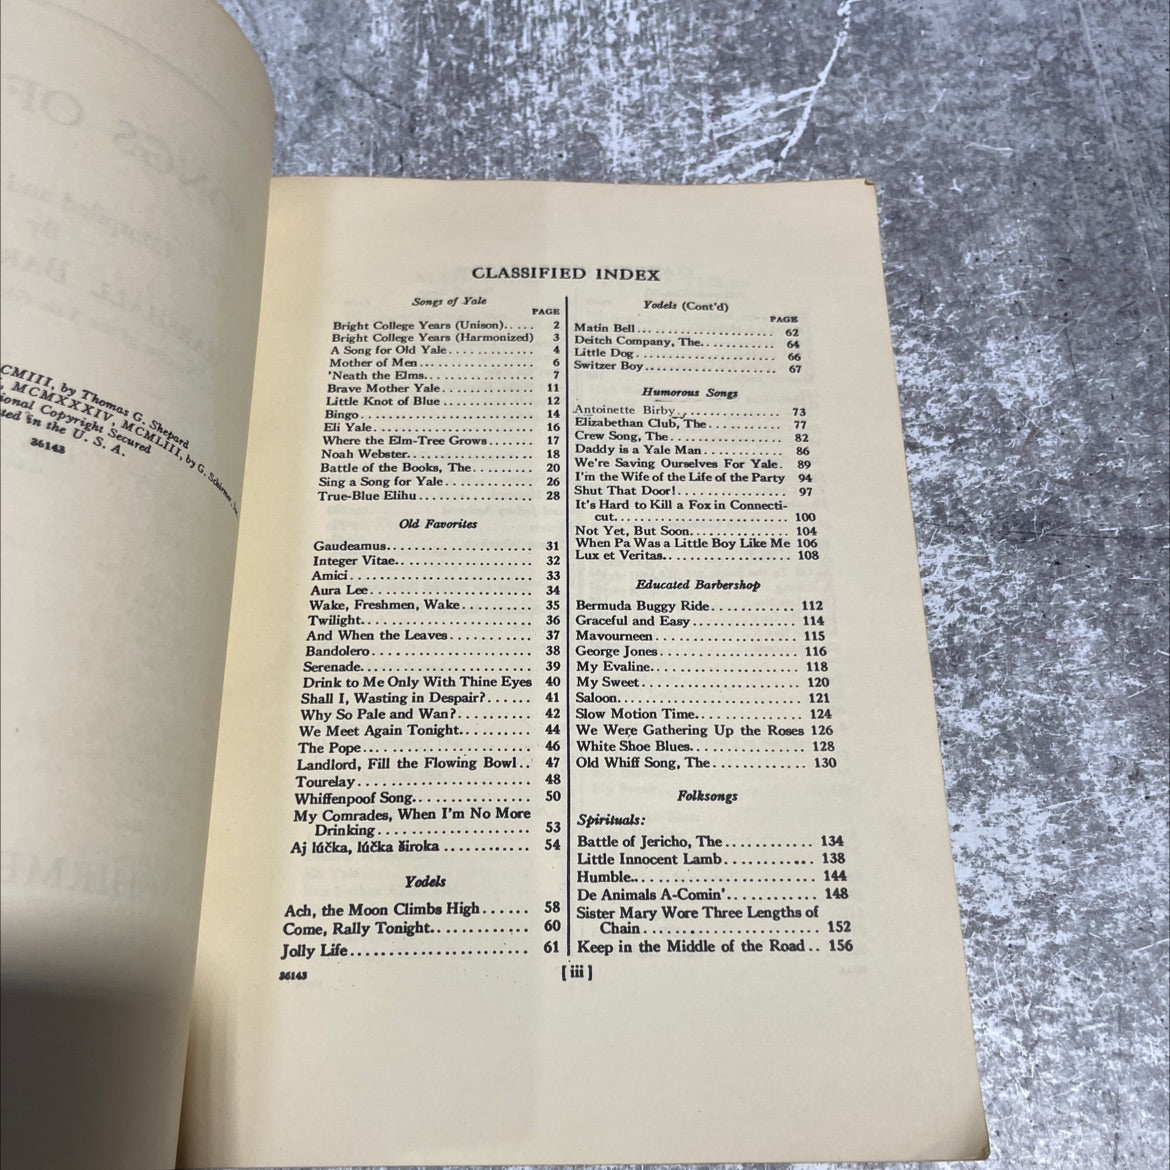 CMIII, by Thomas G. Shepard
MCMXXXIV, MCMLIII, by G. Schirmer, Inc.
ional Copyright Secured
ted in the U. S. A.
36143
CLASSIFIED INDEX
Songs of Yale
PAGE
Bright College Years (Unison)..... 2
Bright College Years (Harmonized) 3
A Song for Old Yale............ 4
Mother of Men................ 6
'Neath the Elms............... 7
Brave Mother Yale............. 11
Little Knot of Blue............. 12
Bingo........................ 14
Eli Yale...................... 16
Where the Elm-Tree Grows...... 17
Noah Webster................. 18
Battle of the Books, The........ 20
Sing a Song for Yale............ 26
True-Blue Elihu............... 28
Old Favorites
Gaudeamus.................... 31
Integer Vitae.................. 32
Amici........................ 33
Aura Lee...................... 34
Wake, Freshmen, Wake......... 35
Twilight...................... 36
And When the Leaves.......... 37
Bandolero..................... 38
Serenade...................... 39
Drink to Me Only With Thine Eyes 40
Shall I, Wasting in Despair?...... 41
Why So Pale and Wan?......... 42
We Meet Again Tonight......... 44
The Pope...................... 46
Landlord, Fill the Flowing Bowl.. 47
Tourelay...................... 48
Whiffenpoof Song.............. 50
My Comrades, When I'm No More
Drinking................... 53
Aj lúčka, lúčka široka ........... 54
Yodels
Ach, the Moon Climbs High...... 58
Come, Rally Tonight............ 60
Jolly Life...................... 61
36143
Yodels (Cont'd)
PAGE
Matin Bell.................... 62
Deitch Company, The........... 64
Little Dog.................... 66
Switzer Boy................... 67
Humorous Songs
Antoinette Birby............... 73
Elizabethan Club, The.......... 77
Crew Song, The................ 82
Daddy is a Yale Man........... 86
We're Saving Ourselves For Yale. 89
I'm the Wife of the Life of the Party 94
Shut That Door!............... 97
It's Hard to Kill a Fox in Connecti-
cut........................ 100
Not Yet, But Soon.............. 104
When Pa Was a Little Boy Like Me 106
Lux et Veritas................. 108
Educated Barbershop
Bermuda Buggy Ride........... 112
Graceful and Easy.............. 114
Mavourneen................... 115
George Jones.................. 116
My Evaline.................... 118
My Sweet..................... 120
Saloon........................ 121
Slow Motion Time.............. 124
We Were Gathering Up the Roses 126
White Shoe Blues............... 128
Old Whiff Song, The............ 130
Folksongs
Spirituals:
Battle of Jericho, The........... 134
Little Innocent Lamb........... 138
Humble....................... 144
De Animals A-Comin'........... 148
Sister Mary Wore Three Lengths of
Chain..................... 152
Keep in the Middle of the Road.. 156
[ iii ]